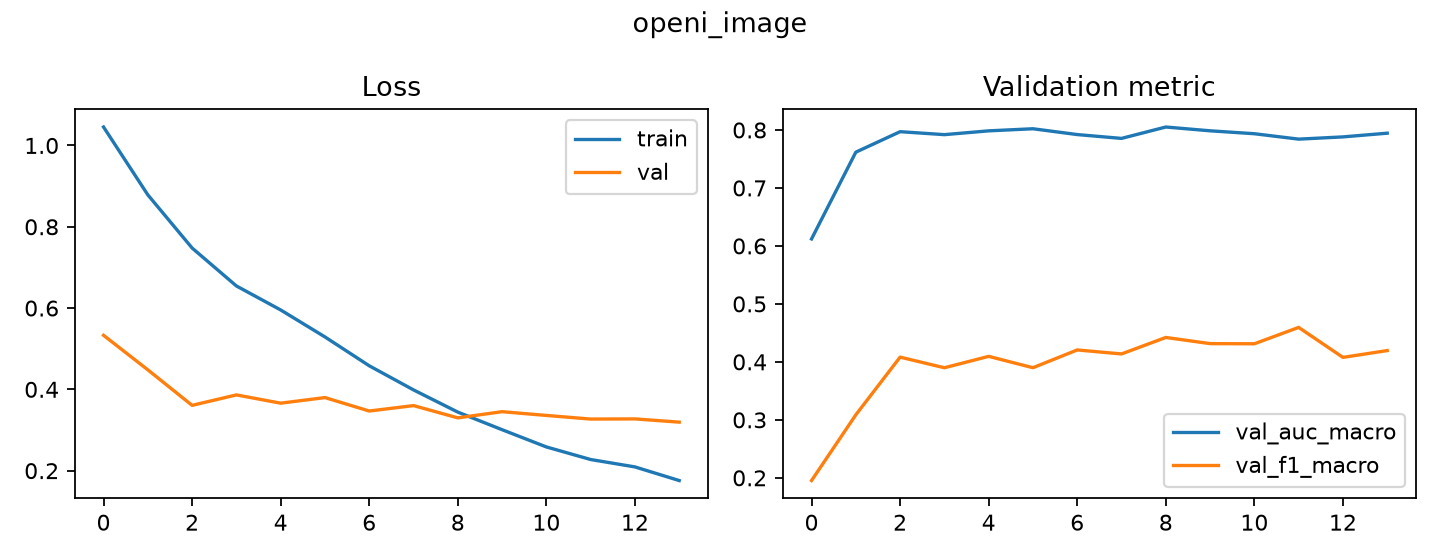 openi_image
Loss
1.0
0.8
0.6
0.4
0.2
0 2 4 6 8 10 12
train
val
Validation metric
0.8
0.7
0.6
0.5
0.4
0.3
0.2
0 2 4 6 8 10 12
val_auc_macro
val_f1_macro